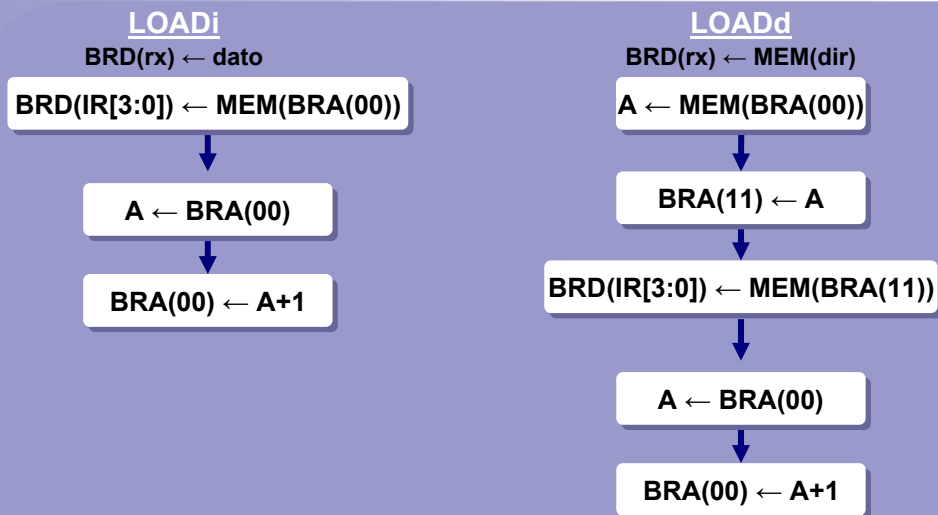 LOADi
BRD(rx) ← dato
BRD(IR[3:0]) ← MEM(BRA(00))
A ← BRA(00)
BRA(00) ← A+1
LOADd
BRD(rx) ← MEM(dir)
A ← MEM(BRA(00))
BRA(11) ← A
BRD(IR[3:0]) ← MEM(BRA(11))
A ← BRA(00)
BRA(00) ← A+1